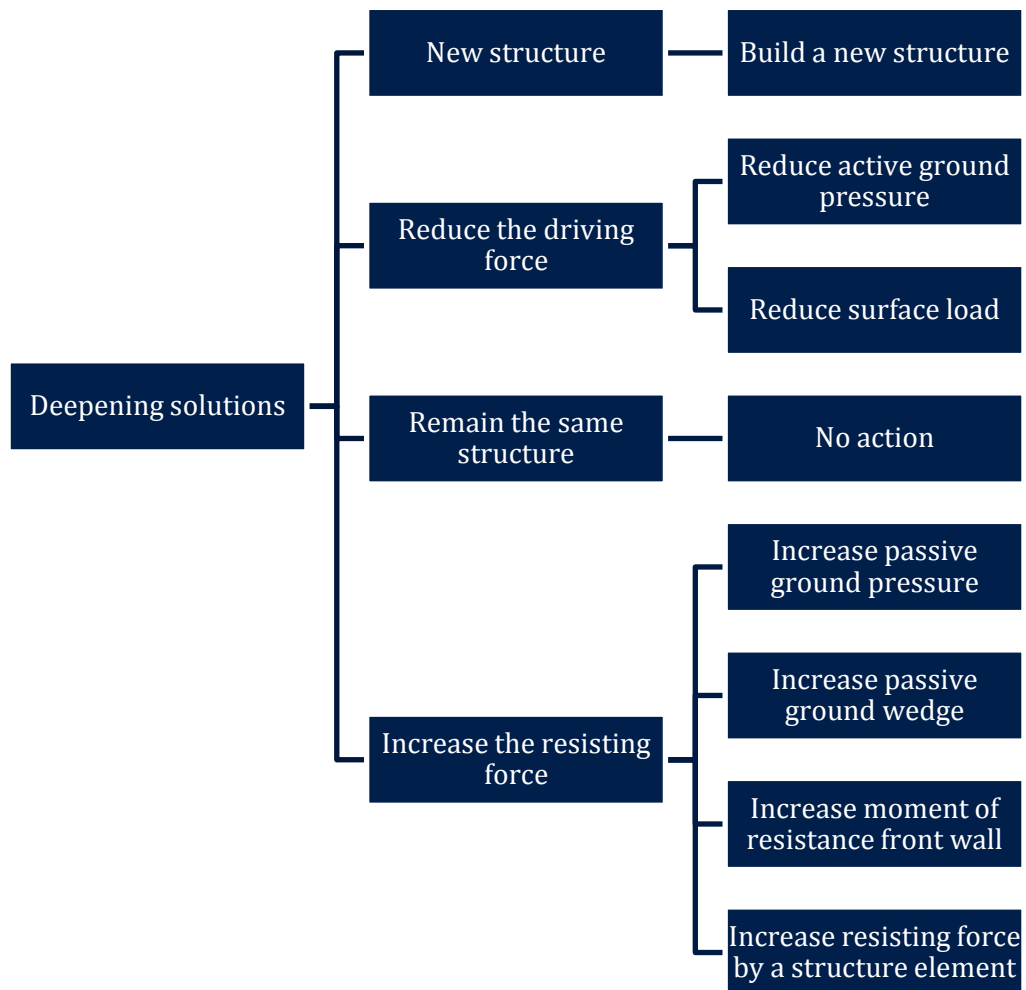 Deepening solutions
New structure
Build a new structure
Reduce the driving
force
Reduce active ground
pressure
Reduce surface load
Remain the same
structure
No action
Increase the resisting
force
Increase passive
ground pressure
Increase passive
ground wedge
Increase moment of
resistance front wall
Increase resisting force
by a structure element